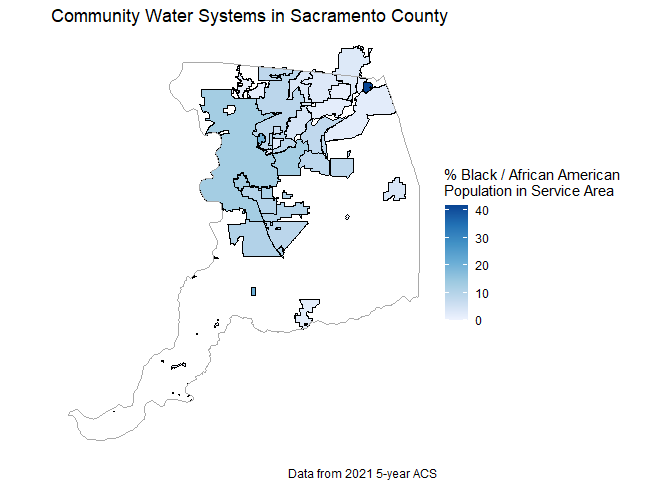 Community Water Systems in Sacramento County
% Black / African American
Population in Service Area
40
30
20
10
0
Data from 2021 5-year ACS